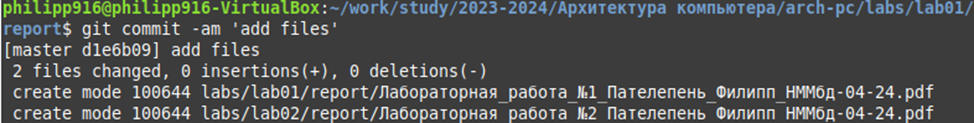 philipp916@philipp916-VirtualBox:~/work/study/2023-2024/Архитектура компьютера/arch-pc/labs/lab01/
report$ git commit -am 'add files'
[master d1e6b09] add files
 2 files changed, 0 insertions(+), 0 deletions(-)
 create mode 100644 labs/lab01/report/Лабораторная_работа_№1_Пателепень_Филипп_НММбд-04-24.pdf
 create mode 100644 labs/lab02/report/Лабораторная_работа_№2_Пателепень_Филипп_НММбд-04-24.pdf